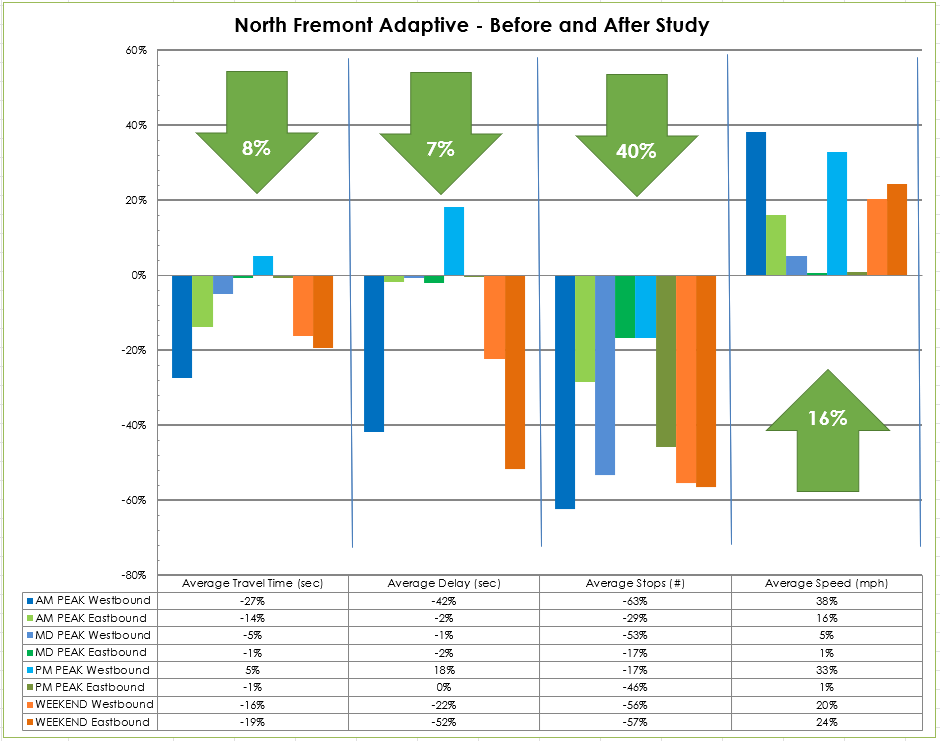 North Fremont Adaptive - Before and After Study
60%
40%
20%
0%
-20%
-40%
-60%
-80%
8%
7%
40%
16%
Average Travel Time (sec) Average Delay (sec) Average Stops (#) Average Speed (mph)
AM PEAK Westbound -27% -42% -63% 38%
AM PEAK Eastbound -14% -2% -29% 16%
MD PEAK Westbound -5% -1% -53% 5%
MD PEAK Eastbound -1% -2% -17% 1%
PM PEAK Westbound 5% 18% -17% 33%
PM PEAK Eastbound -1% 0% -46% 1%
WEEKEND Westbound -16% -22% -56% 20%
WEEKEND Eastbound -19% -52% -57% 24%